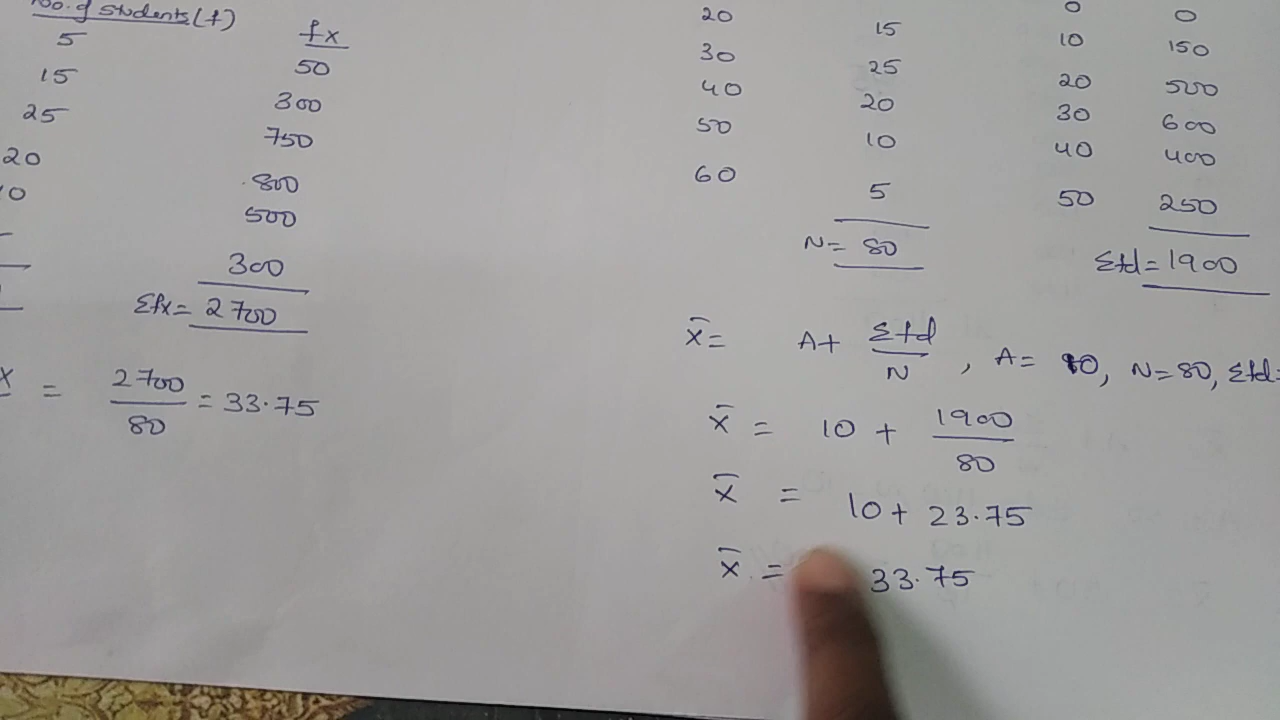 No. of students(f) fx
5 50
15 300
25 750
20 800
10 500
300
Σfx= 2700
x = 2700/80 = 33.75
0 0
20 15 10 150
30 25 20 500
40 20 30 600
50 10 40 400
60 5 50 250
N= 80 Σfd= 1900
x̄= A+ Σfd/N , A= 10, N=80, Σfd=
x̄ = 10 + 1900/80
x̄ = 10+ 23.75
x̄ = 33.75